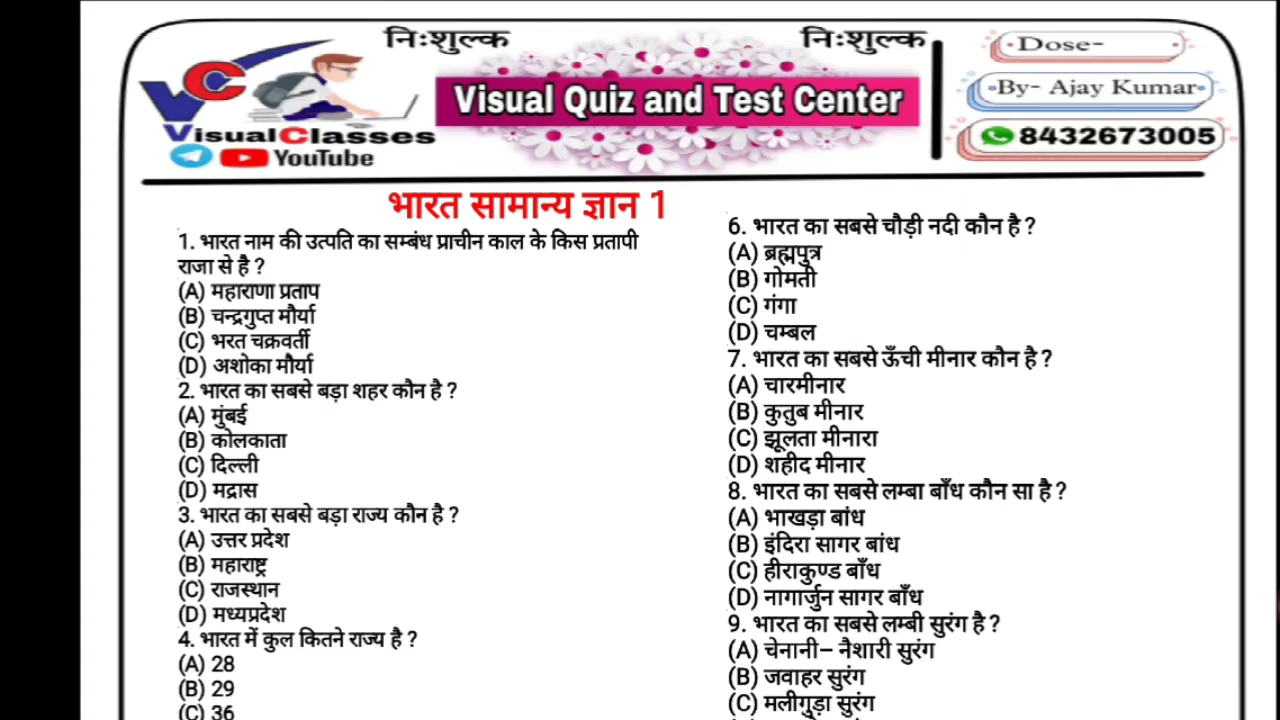 निःशुल्क
निःशुल्क
VC
VisualClasses
YouTube
Visual Quiz and Test Center
Dose-
By- Ajay Kumar
8432673005
भारत सामान्य ज्ञान 1
1. भारत नाम की उत्पति का सम्बंध प्राचीन काल के किस प्रतापी
राजा से है ?
(A) महाराणा प्रताप
(B) चन्द्रगुप्त मौर्या
(C) भरत चक्रवर्ती
(D) अशोका मौर्या
2. भारत का सबसे बड़ा शहर कौन है ?
(A) मुंबई
(B) कोलकाता
(C) दिल्ली
(D) मद्रास
3. भारत का सबसे बड़ा राज्य कौन है ?
(A) उत्तर प्रदेश
(B) महाराष्ट्र
(C) राजस्थान
(D) मध्यप्रदेश
4. भारत में कुल कितने राज्य है ?
(A) 28
(B) 29
(C) 36
6. भारत का सबसे चौड़ी नदी कौन है ?
(A) ब्रह्मपुत्र
(B) गोमती
(C) गंगा
(D) चम्बल
7. भारत का सबसे ऊँची मीनार कौन है ?
(A) चारमीनार
(B) कुतुब मीनार
(C) झूलता मीनारा
(D) शहीद मीनार
8. भारत का सबसे लम्बा बाँध कौन सा है ?
(A) भाखड़ा बांध
(B) इंदिरा सागर बांध
(C) हीराकुण्ड बाँध
(D) नागार्जुन सागर बाँध
9. भारत का सबसे लम्बी सुरंग है ?
(A) चेनानी– नैशारी सुरंग
(B) जवाहर सुरंग
(C) मलीगुड़ा सुरंग